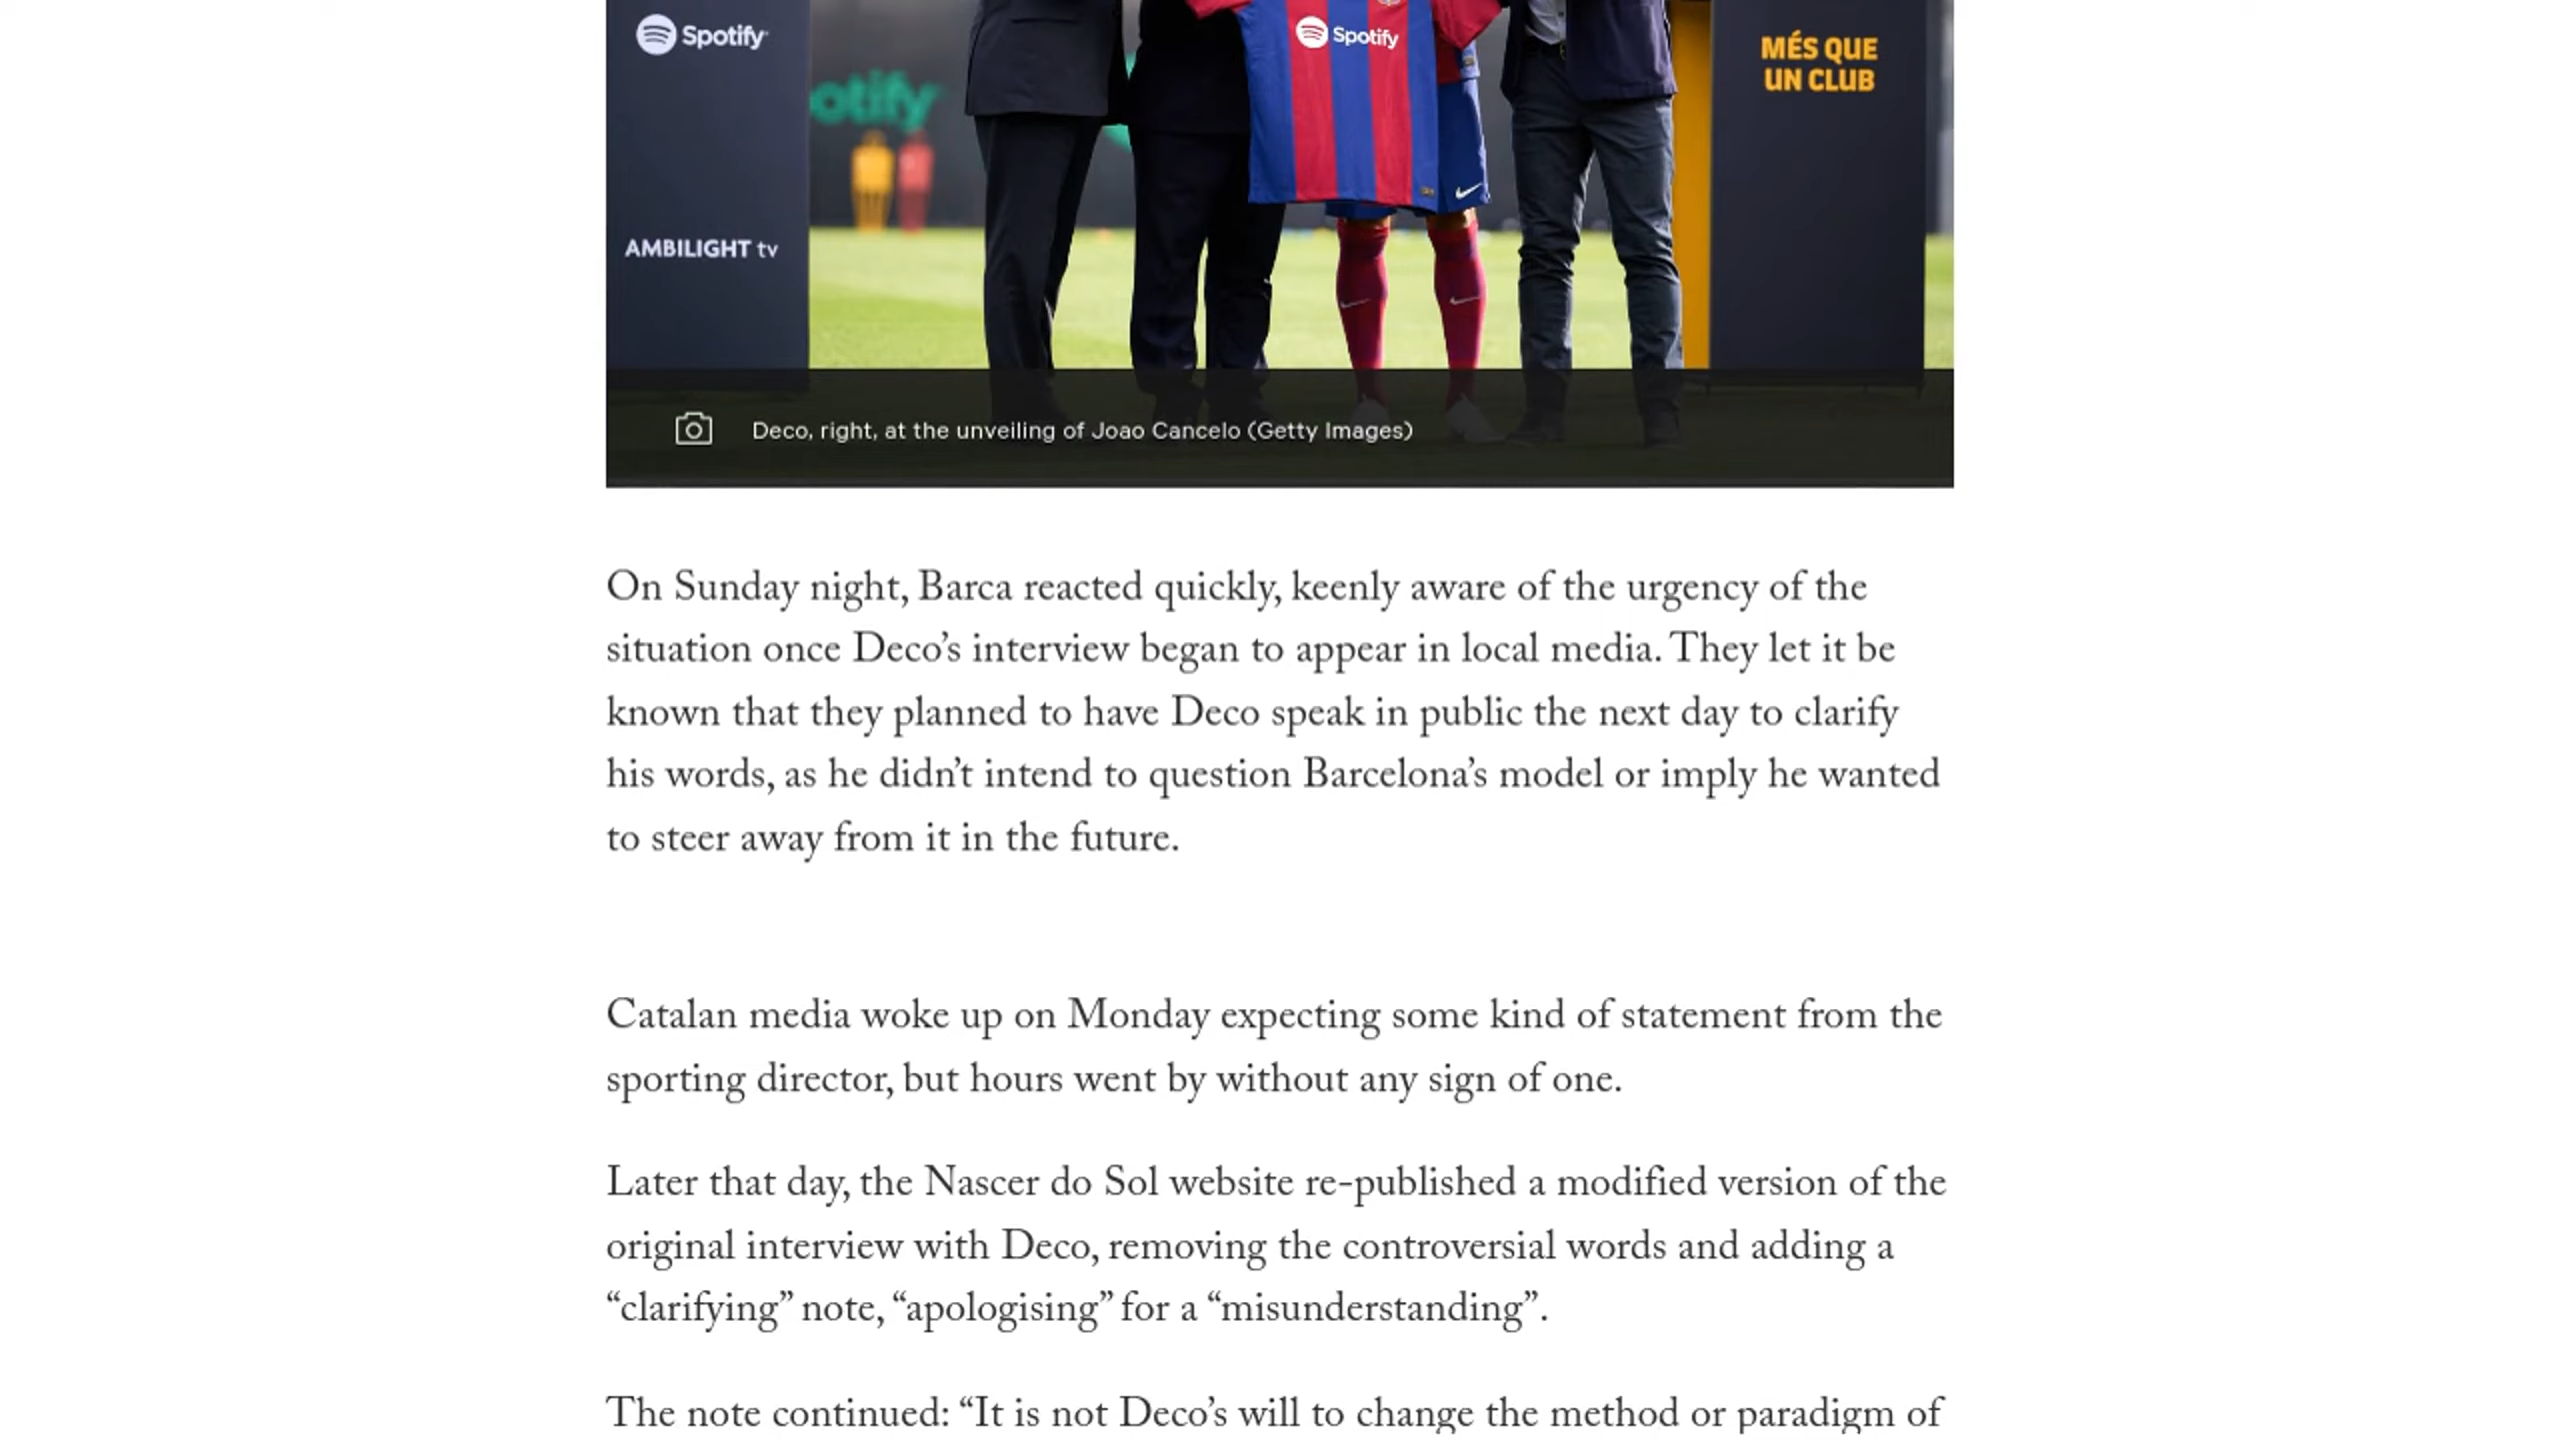 Spotify
Spotify
MÉS QUE
UN CLUB
otify
AMBILIGHT tv
Deco, right, at the unveiling of Joao Cancelo (Getty Images)
On Sunday night, Barca reacted quickly, keenly aware of the urgency of the
situation once Deco’s interview began to appear in local media. They let it be
known that they planned to have Deco speak in public the next day to clarify
his words, as he didn’t intend to question Barcelona’s model or imply he wanted
to steer away from it in the future.
Catalan media woke up on Monday expecting some kind of statement from the
sporting director, but hours went by without any sign of one.
Later that day, the Nascer do Sol website re-published a modified version of the
original interview with Deco, removing the controversial words and adding a
“clarifying” note, “apologising” for a “misunderstanding”.
The note continued: “It is not Deco’s will to change the method or paradigm of